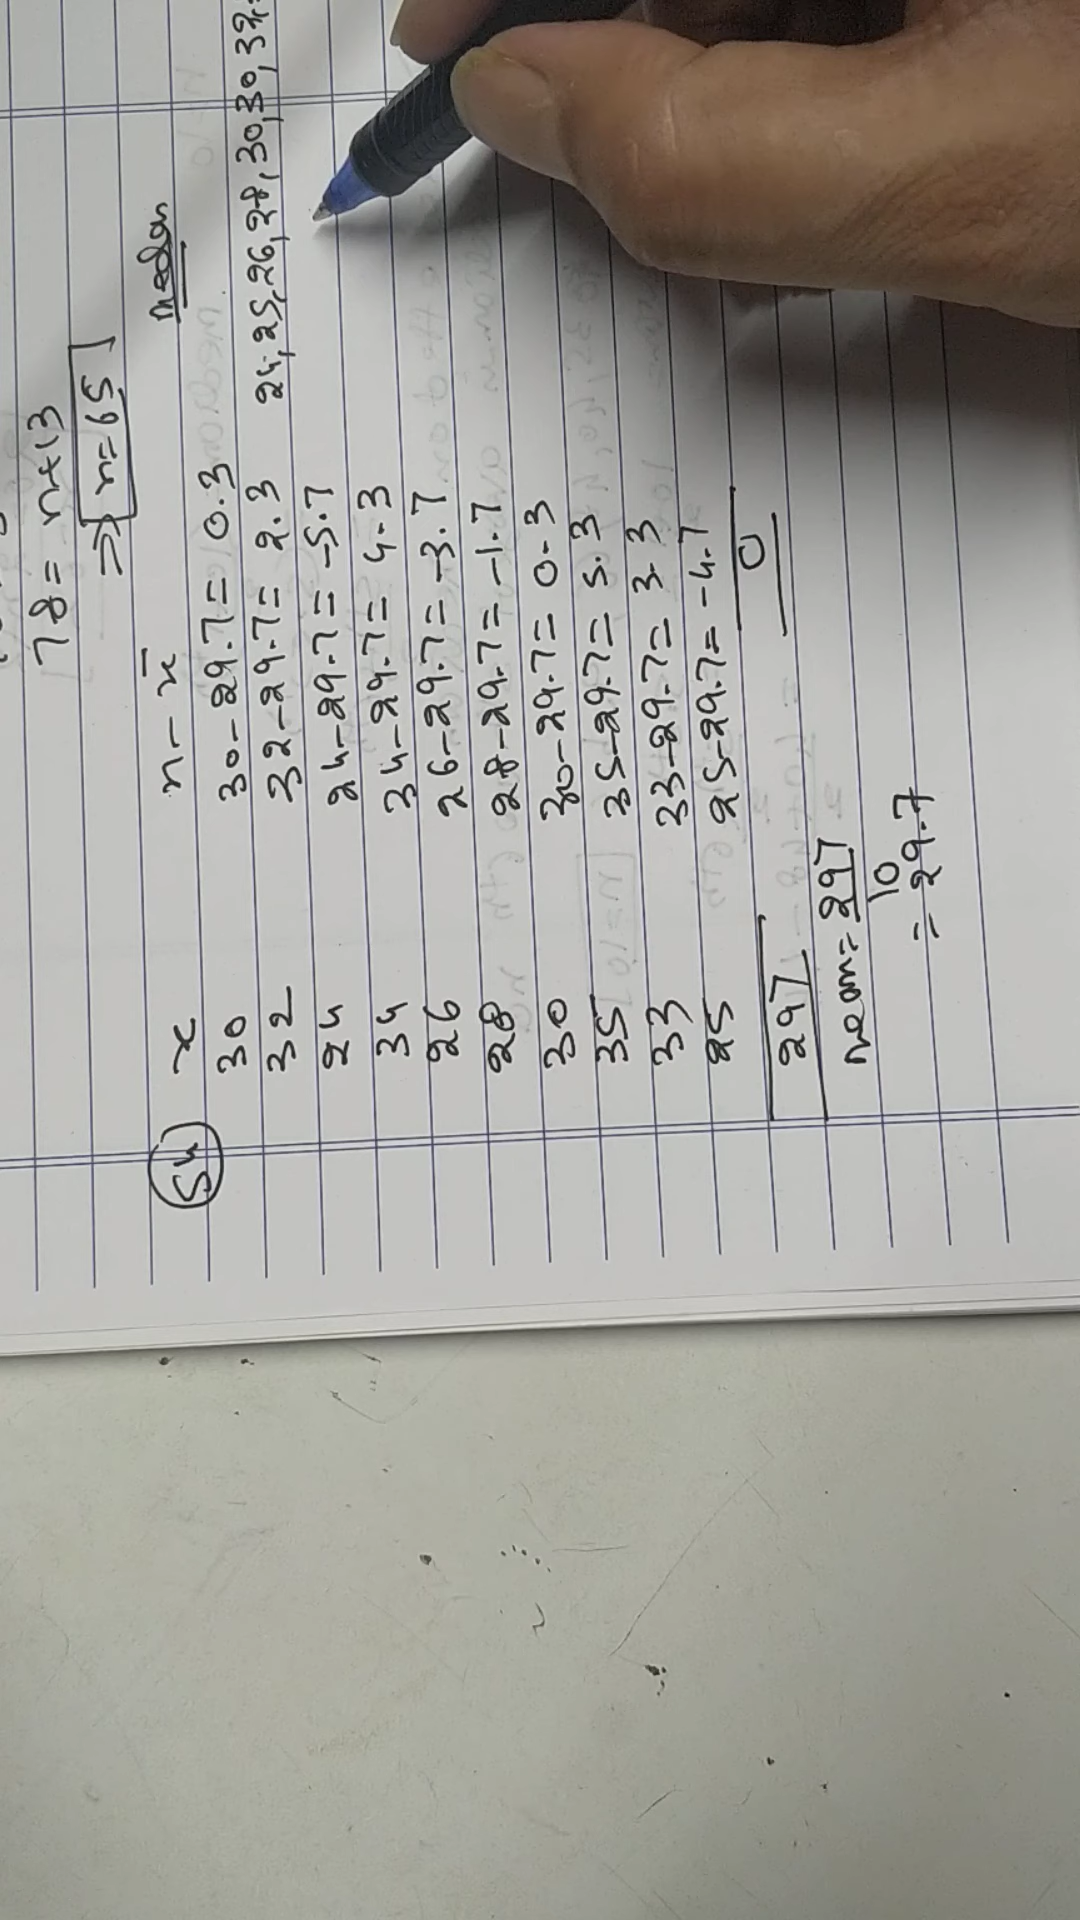 78 = n+13
⇒ n=65
54 x x - x̄ Median
30 30-29.7= 0.3
32 32-29.7= 2.3 24, 25, 26, 28, 30, 30, 32,
24 24-29.7= -5.7
34 34-29.7= 4.3
26 26-29.7= -3.7
28 28-29.7= -1.7
30 30-29.7= 0.3
35 35-29.7= 5.3
33 33-29.7= 3.3
25 25-29.7= -4.7
297 0
mean= 297
10
= 29.7